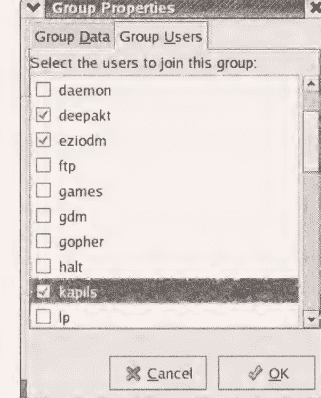 Group Properties
Group Data Group Users
Select the users to join this group:
daemon
deepakt
eziodm
ftp
games
gdm
gopher
halt
kapils
lp
Cancel OK